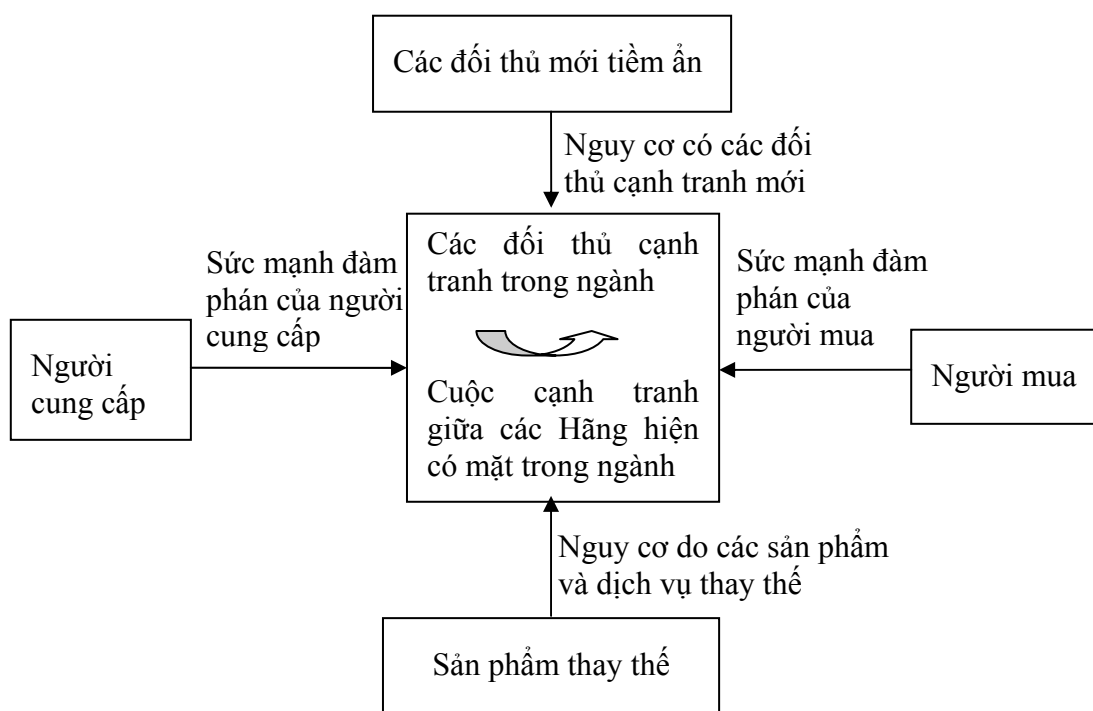 Các đối thủ mới tiềm ẩn
Nguy cơ có các đối
thủ cạnh tranh mới
Sức mạnh đàm
phán của người
cung cấp
Người
cung cấp
Các đối thủ cạnh
tranh trong ngành
Cuộc cạnh tranh
giữa các Hãng hiện
có mặt trong ngành
Sức mạnh đàm
phán của
người mua
Người mua
Nguy cơ do các sản phẩm
và dịch vụ thay thế
Sản phẩm thay thế